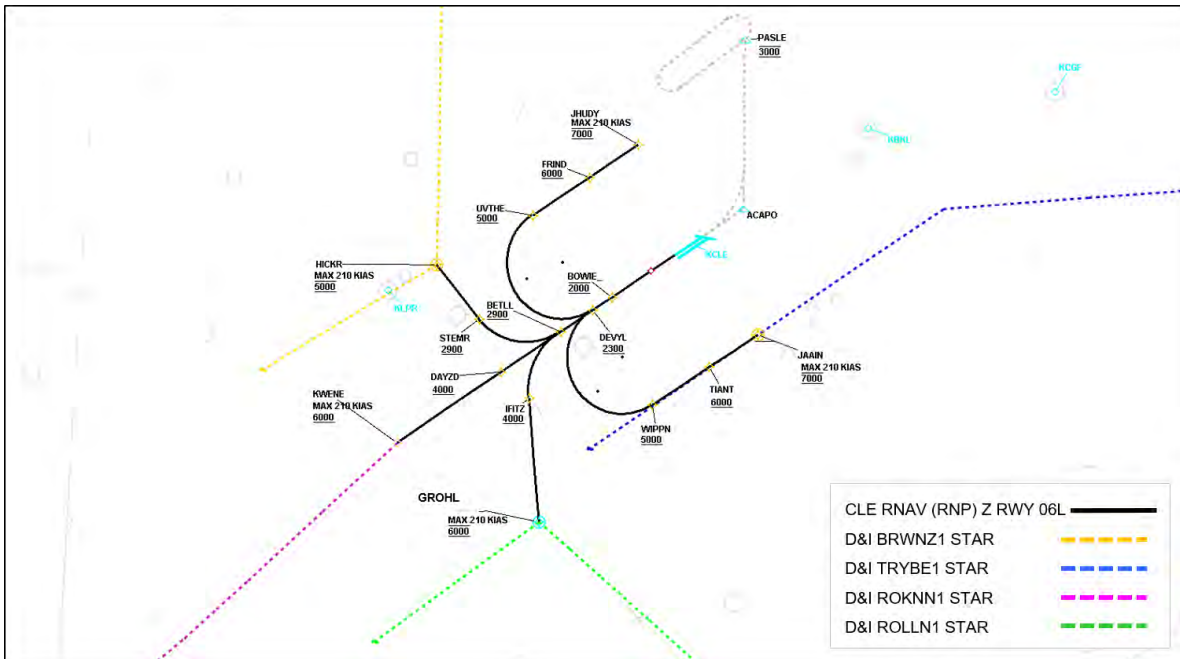 PASLE
3000
KCGF
KBKL
JHUDY
MAX 210 KIAS
7000
FRIND
6000
UVTHE
5000
ACAPO
KCLE
HICKR
MAX 210 KIAS
5000
KLPR
BOWIE_
2000
BETLL
2900
STEMR
2900
DEVYL
2300
JAAIN
MAX 210 KIAS
7000
DAYZD
4000
TIANT
6000
KWENE
MAX 210 KIAS
6000
IFITZ
4000
WIPPN
5000
GROHL
MAX 210 KIAS
6000
CLE RNAV (RNP) Z RWY 06L
D&I BRWNZ1 STAR
D&I TRYBE1 STAR
D&I ROKNN1 STAR
D&I ROLLN1 STAR